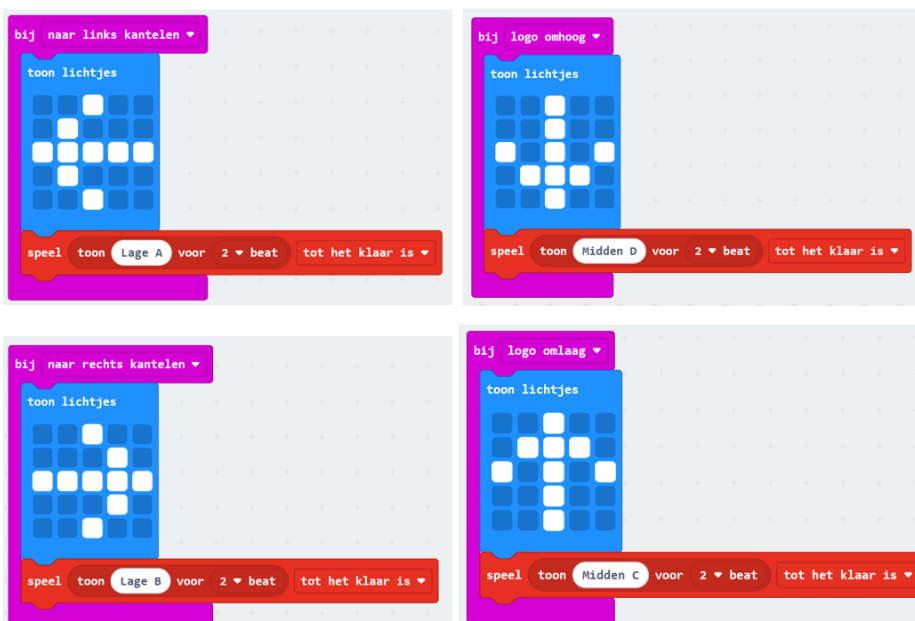 bij naar links kantelen
toon lichtjes
speel toon Lage A voor 2 beat tot het klaar is
bij logo omhoog
toon lichtjes
speel toon Midden D voor 2 beat tot het klaar is
bij naar rechts kantelen
toon lichtjes
speel toon Lage B voor 2 beat tot het klaar is
bij logo omlaag
toon lichtjes
speel toon Midden C voor 2 beat tot het klaar is